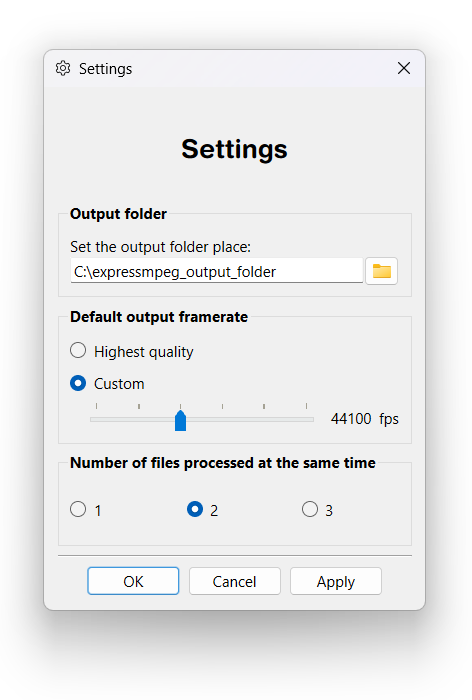 Settings
Settings
Output folder
Set the output folder place:
C:\expressmpeg_output_folder
Default output framerate
Highest quality
Custom
44100 fps
Number of files processed at the same time
1 2 3
OK Cancel Apply